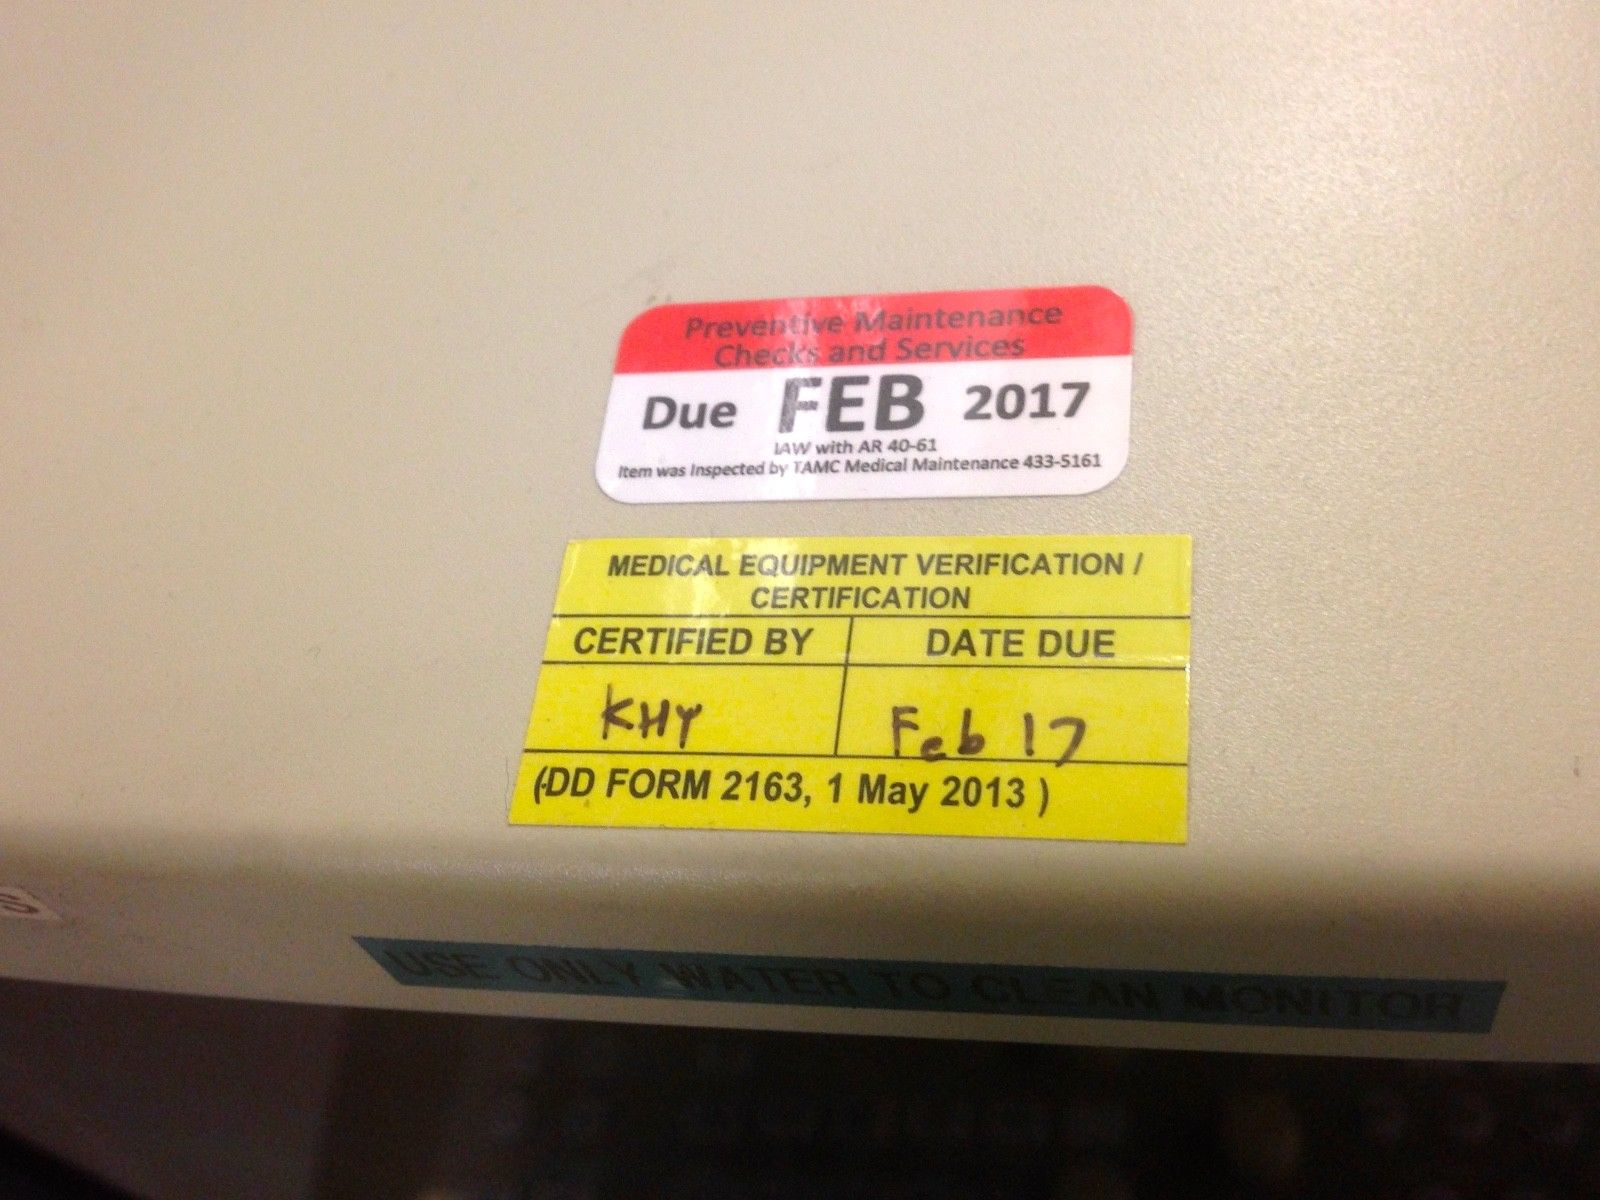 Preventive Maintenance
Checks and Services
Due FEB 2017
IAW with AR 40-61
Item was Inspected by TAMC Medical Maintenance 433-5161
MEDICAL EQUIPMENT VERIFICATION /
CERTIFICATION
CERTIFIED BY DATE DUE
KHY Feb 17
(DD FORM 2163, 1 May 2013 )
S
USE ONLY WATER TO CLEAN MONITOR